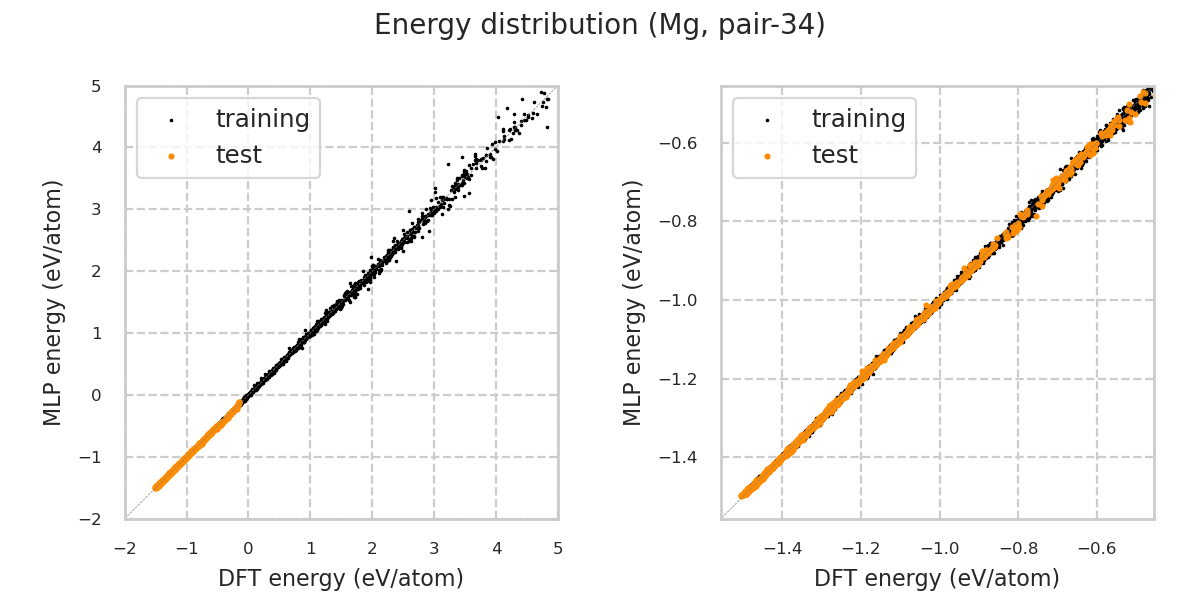 Energy distribution (Mg, pair-34)
training
test
5
4
3
2
1
0
−1
−2
−2
−1
0
1
2
3
4
5
MLP energy (eV/atom)
DFT energy (eV/atom)
training
test
−0.6
−0.8
−1.0
−1.2
−1.4
−1.4
−1.2
−1.0
−0.8
−0.6
MLP energy (eV/atom)
DFT energy (eV/atom)